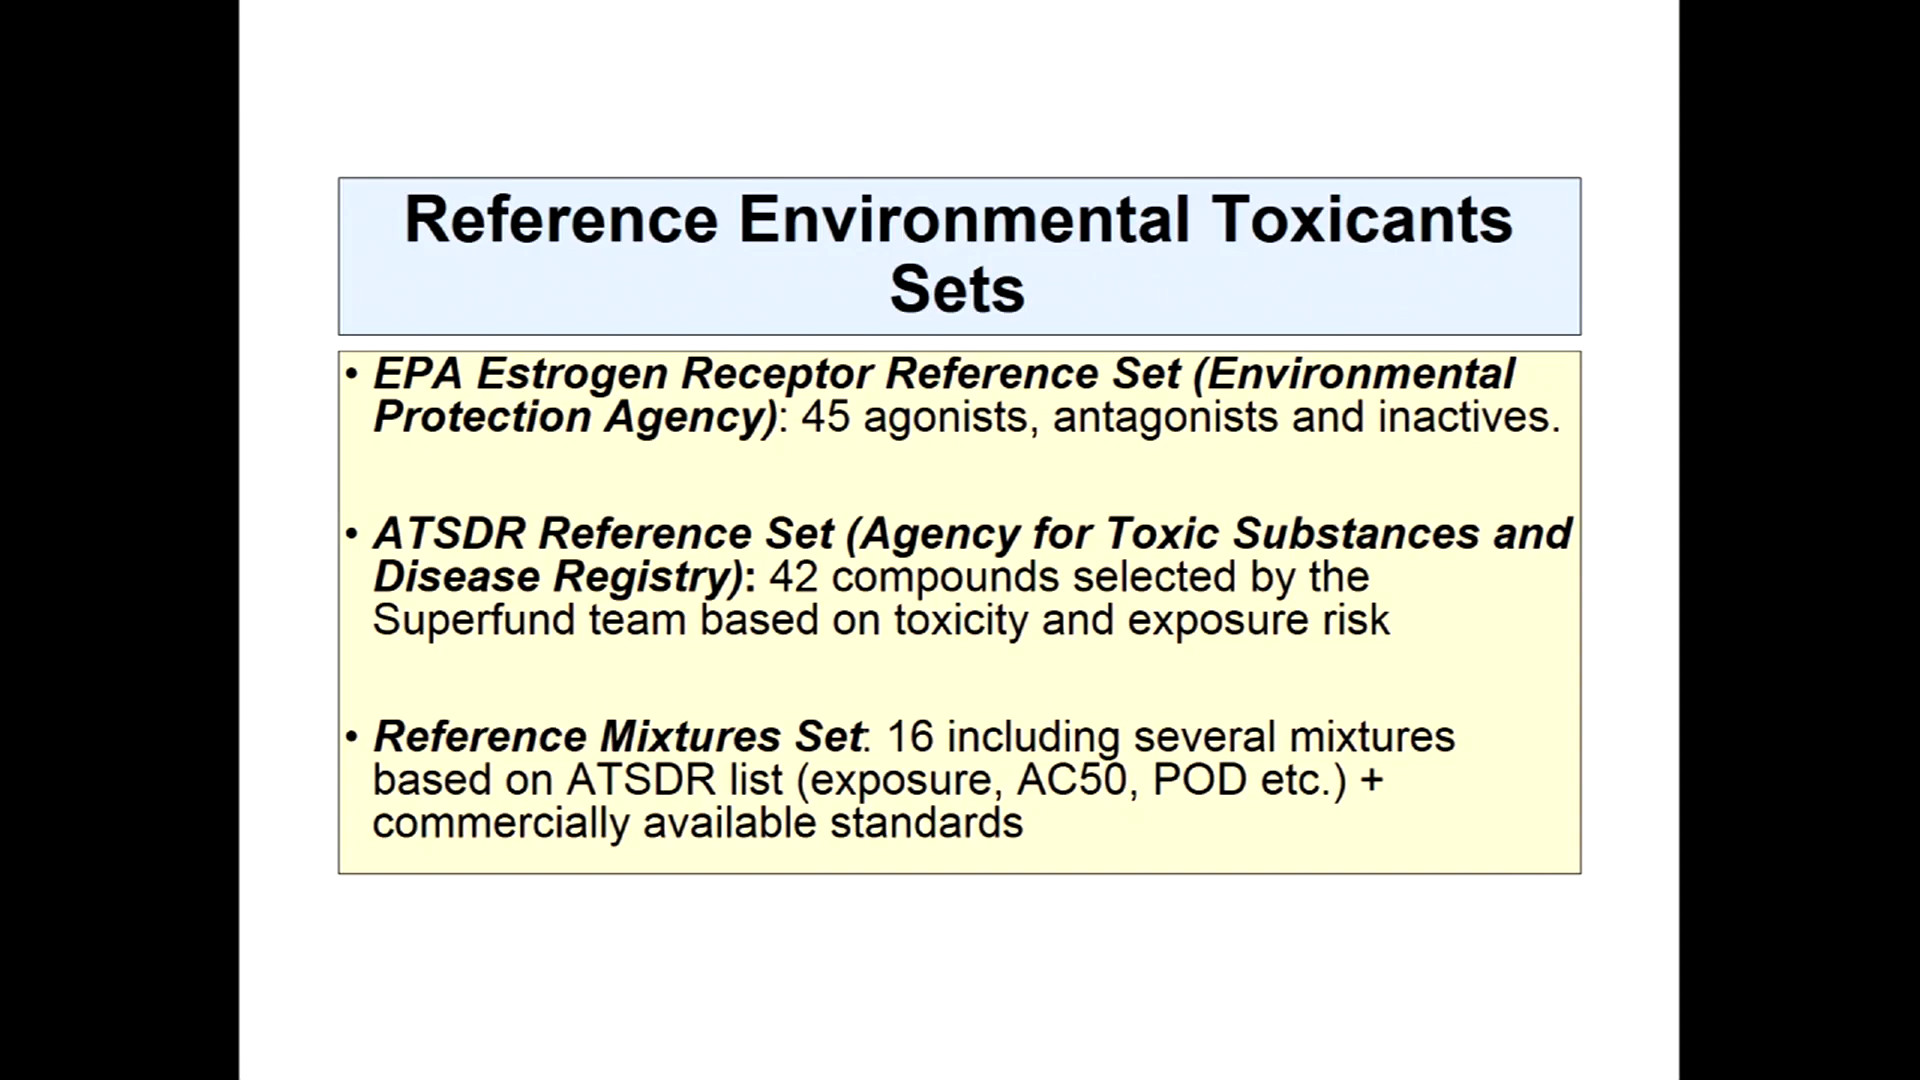 Reference Environmental Toxicants
Sets
• EPA Estrogen Receptor Reference Set (Environmental
Protection Agency): 45 agonists, antagonists and inactives.
• ATSDR Reference Set (Agency for Toxic Substances and
Disease Registry): 42 compounds selected by the
Superfund team based on toxicity and exposure risk
• Reference Mixtures Set: 16 including several mixtures
based on ATSDR list (exposure, AC50, POD etc.) +
commercially available standards